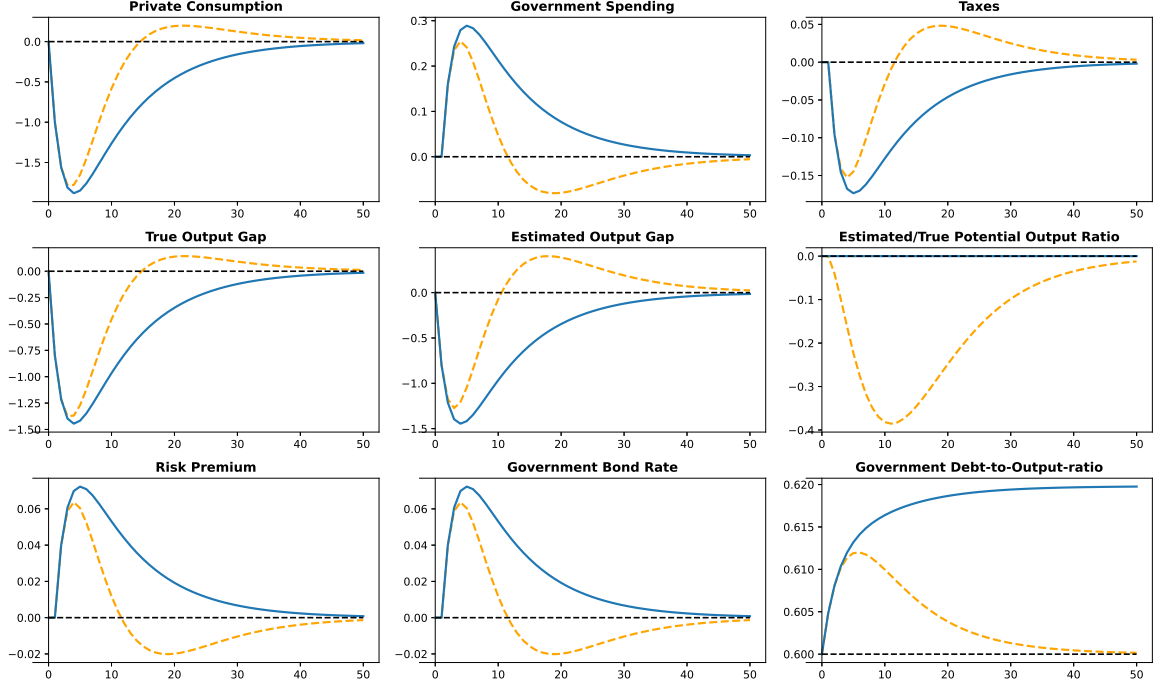 Private Consumption
0.0
−0.5
−1.0
−1.5
0 10 20 30 40 50
Government Spending
0.3
0.2
0.1
0.0
0 10 20 30 40 50
Taxes
0.05
0.00
−0.05
−0.10
−0.15
0 10 20 30 40 50
True Output Gap
0.00
−0.25
−0.50
−0.75
−1.00
−1.25
−1.50
0 10 20 30 40 50
Estimated Output Gap
0.5
0.0
−0.5
−1.0
−1.5
0 10 20 30 40 50
Estimated/True Potential Output Ratio
0.0
−0.1
−0.2
−0.3
−0.4
0 10 20 30 40 50
Risk Premium
0.06
0.04
0.02
0.00
−0.02
0 10 20 30 40 50
Government Bond Rate
0.06
0.04
0.02
0.00
−0.02
0 10 20 30 40 50
Government Debt-to-Output-ratio
0.620
0.615
0.610
0.605
0.600
0 10 20 30 40 50